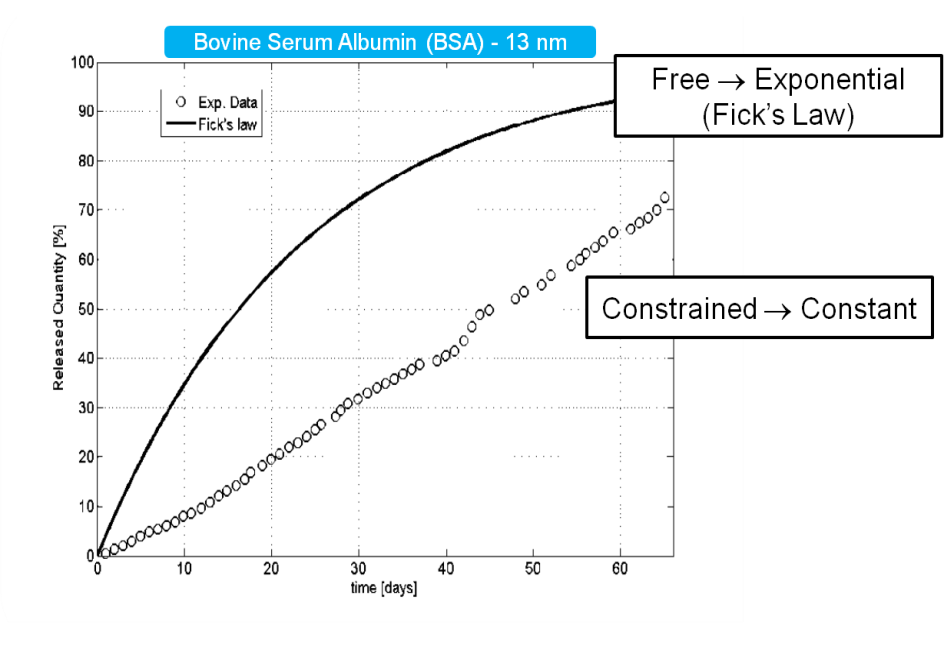 Bovine Serum Albumin (BSA) - 13 nm
Free → Exponential
(Fick's Law)
Exp. Data
Fick's law
Constrained → Constant
Released Quantity [%]
100
90
80
70
60
50
40
30
20
10
0
0 10 20 30 40 50 60
time [days]